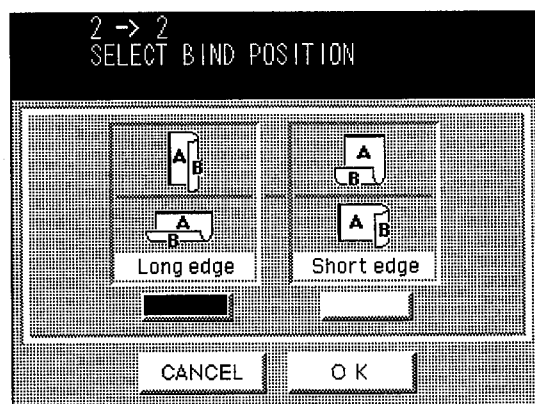 2 -> 2
SELECT BIND POSITION
A B
A B
A
B
A B
Long edge
Short edge
CANCEL
OK